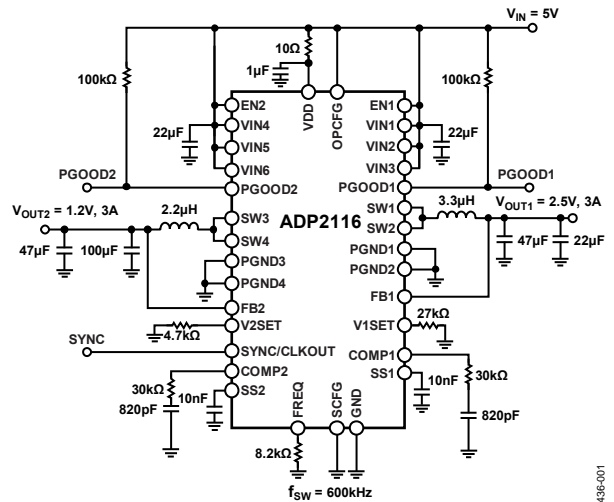 VIN = 5V
10Ω
1µF
100kΩ
100kΩ
VDD
OPCFG
EN2
VIN4
VIN5
VIN6
22µF
EN1
VIN1
VIN2
VIN3
22µF
PGOOD2
PGOOD2
PGOOD1
PGOOD1
VOUT2 = 1.2V, 3A
2.2µH
SW3
SW4
ADP2116
SW1
SW2
3.3µH
VOUT1 = 2.5V, 3A
47µF
100µF
47µF
22µF
PGND3
PGND4
PGND1
PGND2
FB2
FB1
V2SET
4.7kΩ
V1SET
27kΩ
SYNC
SYNC/CLKOUT
COMP2
COMP1
SS2
SS1
30kΩ
820pF
10nF
10nF
30kΩ
820pF
FREQ
SCFG
GND
8.2kΩ
fSW = 600kHz
436-001